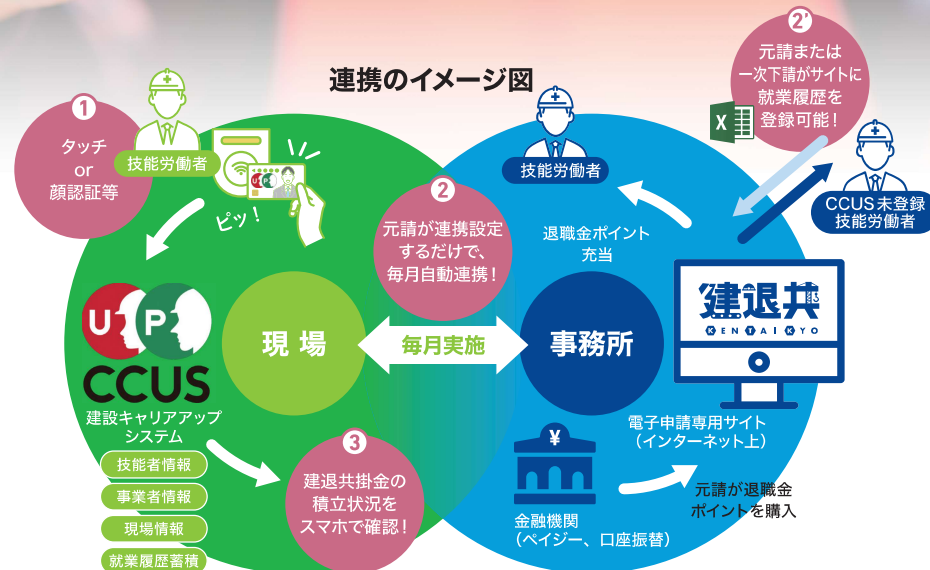 連携のイメージ図
1
タッチ
or
顔認証等
技能労働者
UP
ピッ！
2
元請が連携設定
するだけで、
毎月自動連携！
技能労働者
2’
元請または
一次下請がサイトに
就業履歴を
登録可能！
X
CCUS未登録
技能労働者
退職金ポイント
充当
現場
毎月実施
事務所
建退共
KENTAIKYO
UP
CCUS
建設キャリアアップ
システム
技能者情報
事業者情報
現場情報
就業履歴蓄積
3
建退共掛金の
積立状況を
スマホで確認！
¥
金融機関
（ペイジー、口座振替）
電子申請専用サイト
（インターネット上）
元請が退職金
ポイントを購入